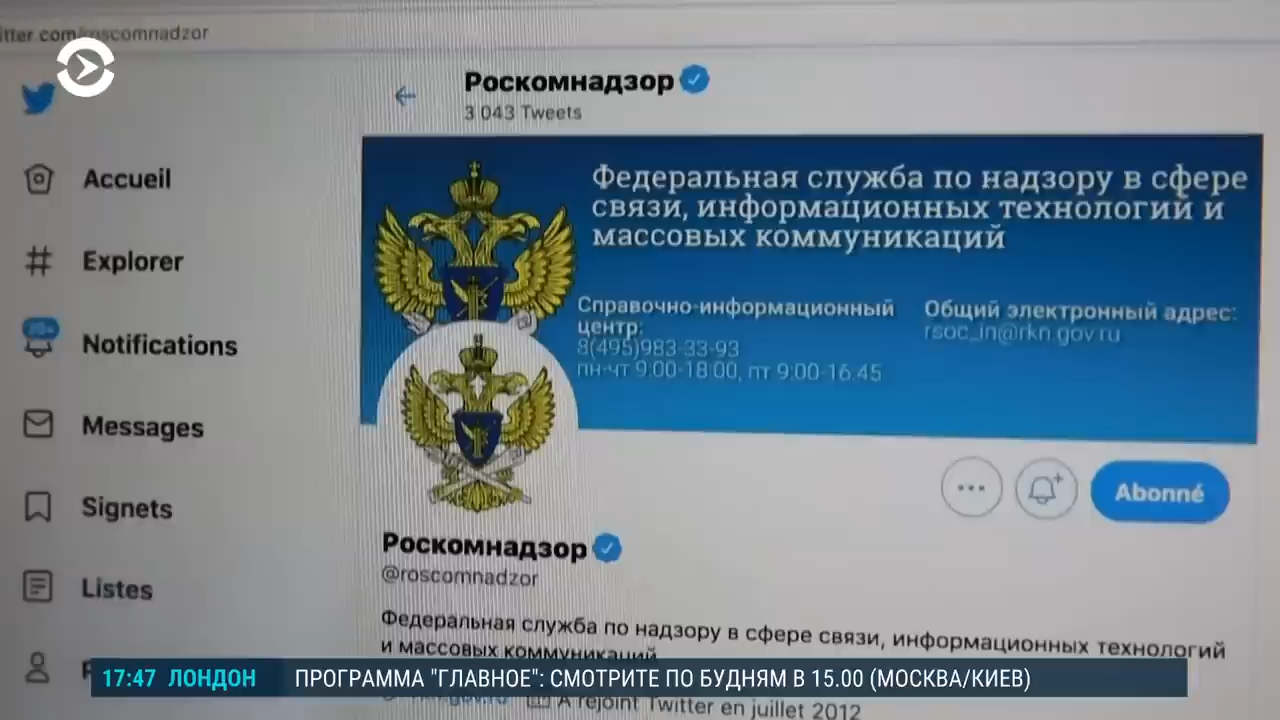 itter.com/roscomnadzor
Роскомнадзор
3 043 Tweets
Accueil
Explorer
Notifications
Messages
Signets
Listes
Федеральная служба по надзору в сфере
связи, информационных технологий и
массовых коммуникаций
Справочно-информационный
центр:
8(495)983-33-93
пн-чт 9:00-18:00, пт 9:00-16:45
Общий электронный адрес:
rsoc_in@rkn.gov.ru
Abonné
Роскомнадзор
@roscomnadzor
Федеральная служба по надзору в сфере связи, информационных технологий
и массовых коммуникаций
A rejoint Twitter en juillet 2012
17:47 ЛОНДОН ПРОГРАММА "ГЛАВНОЕ": СМОТРИТЕ ПО БУДНЯМ В 15.00 (МОСКВА/КИЕВ)